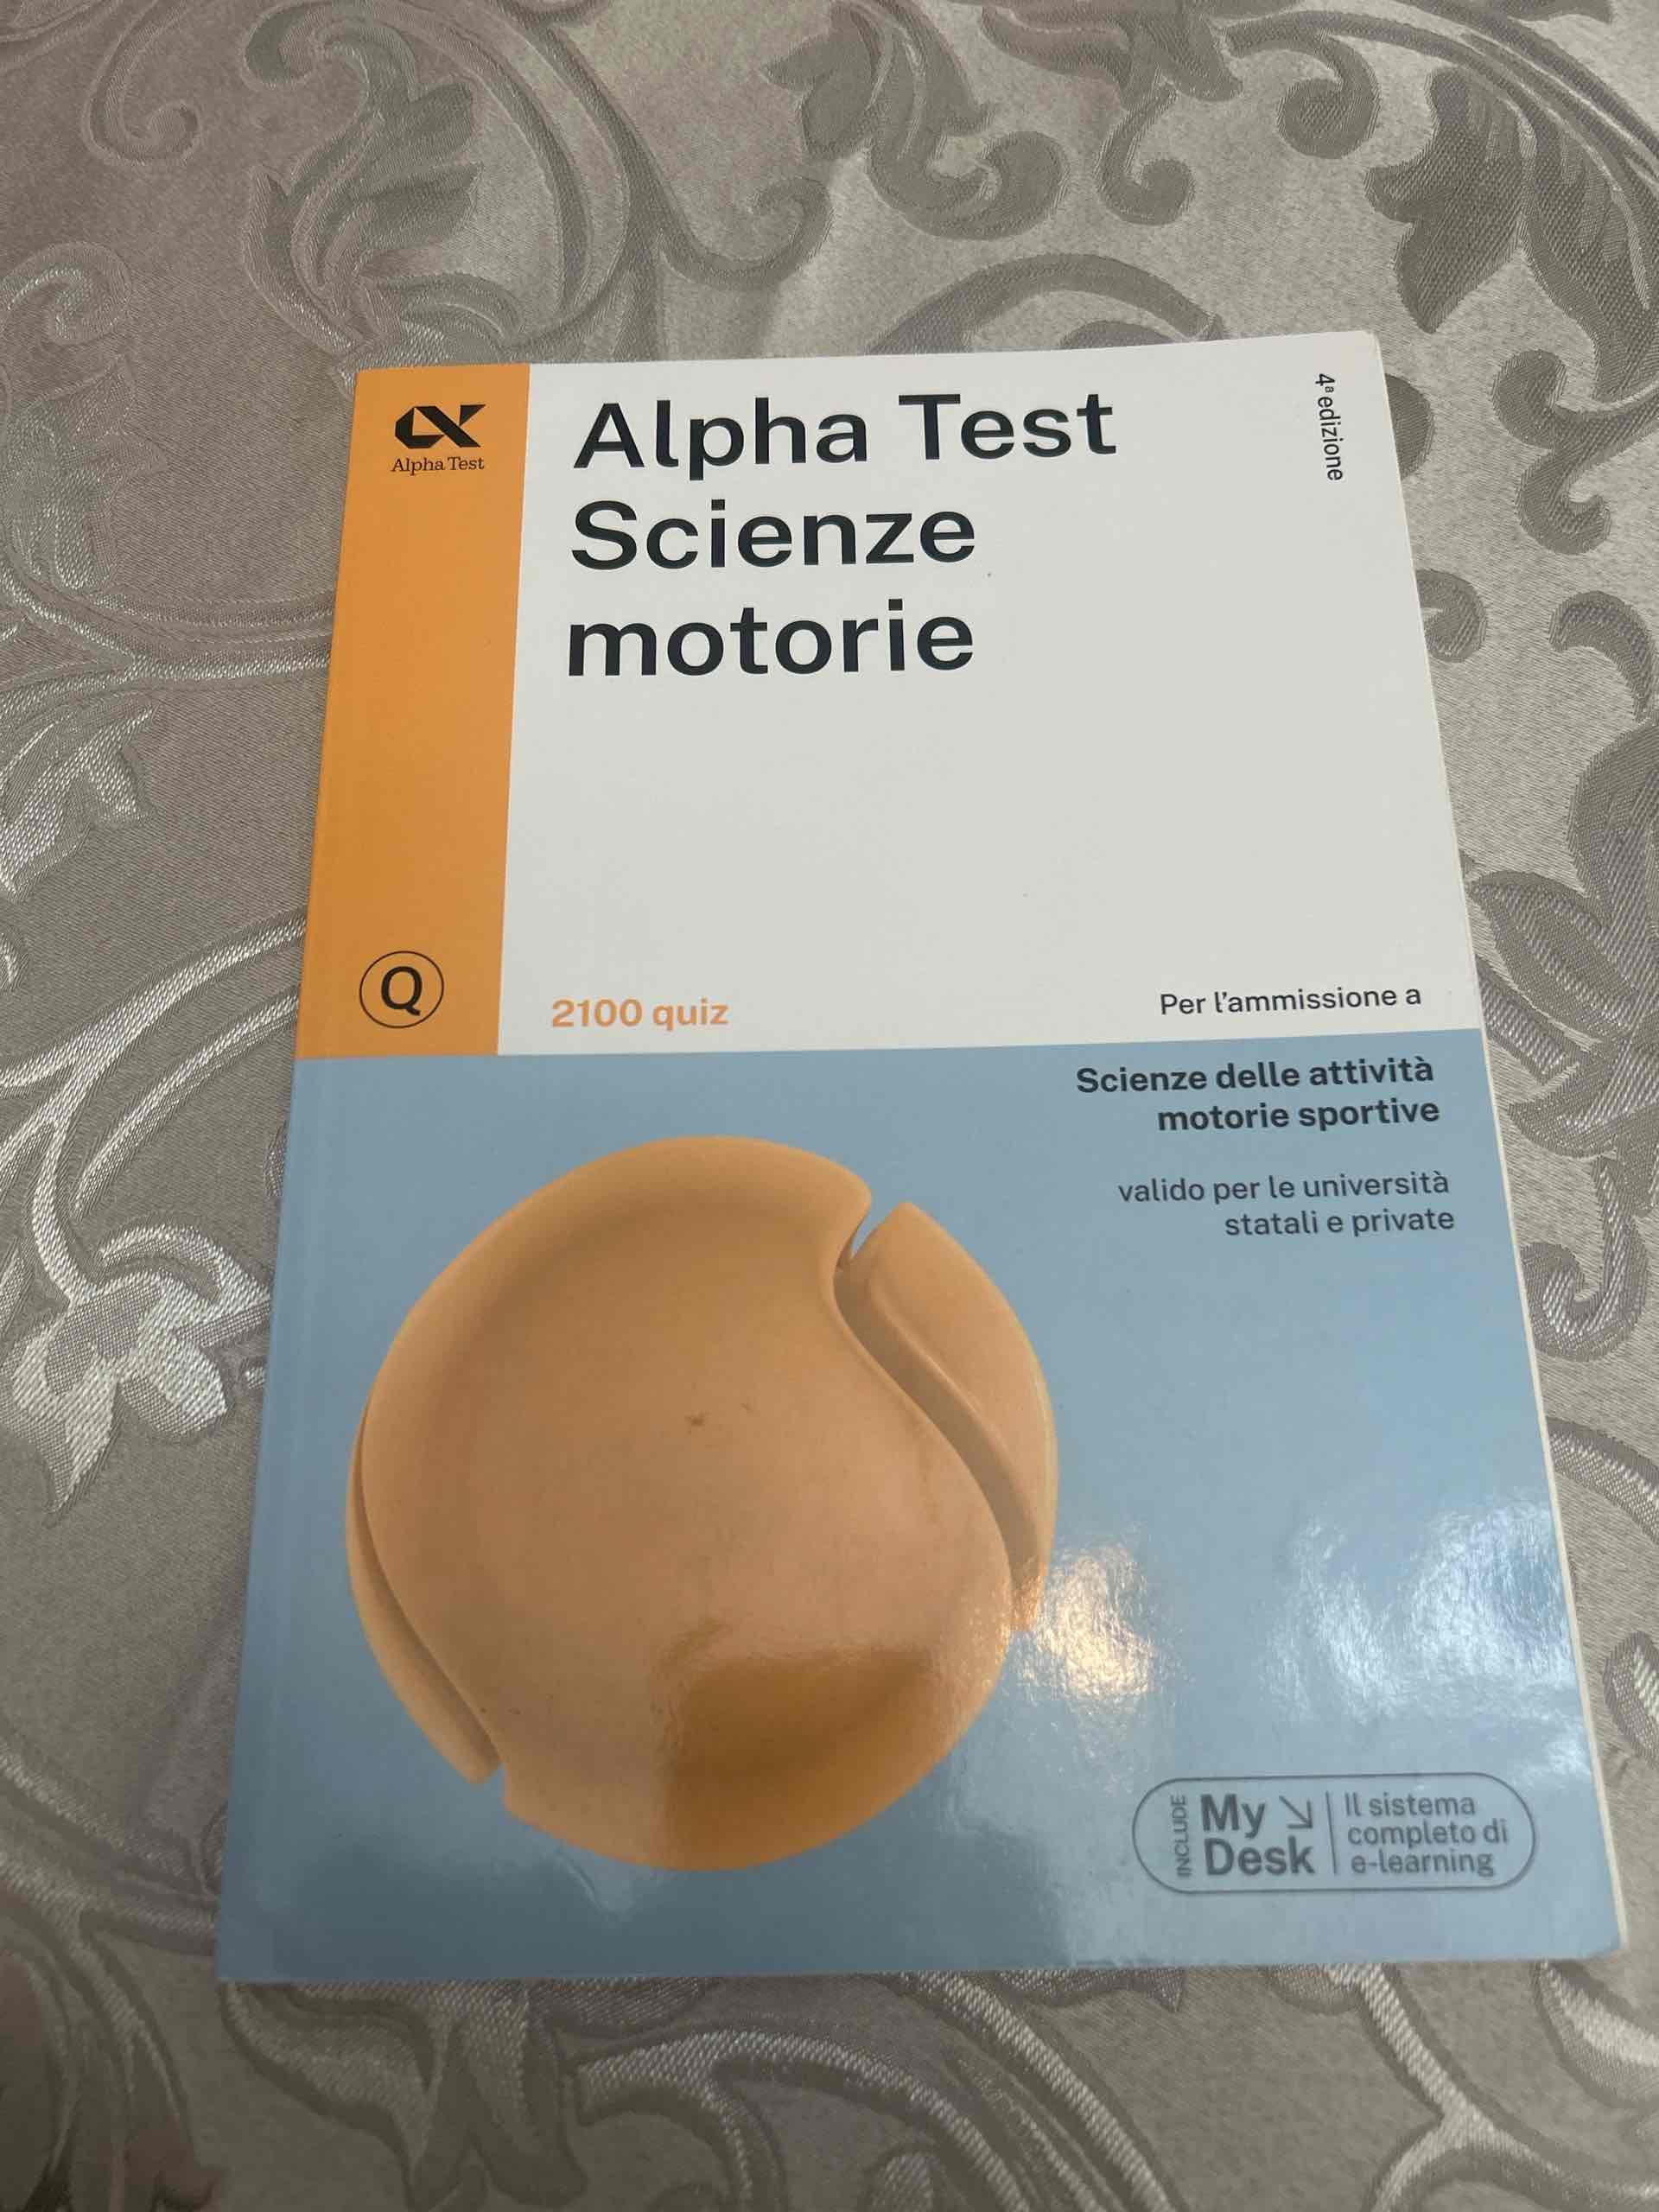 Alpha Test
Alpha Test
Scienze
motorie
4ª edizione
Q
2100 quiz
Per l'ammissione a
Scienze delle attività
motorie sportive
valido per le università
statali e private
INCLUDE
My
Desk
Il sistema
completo di
e-learning